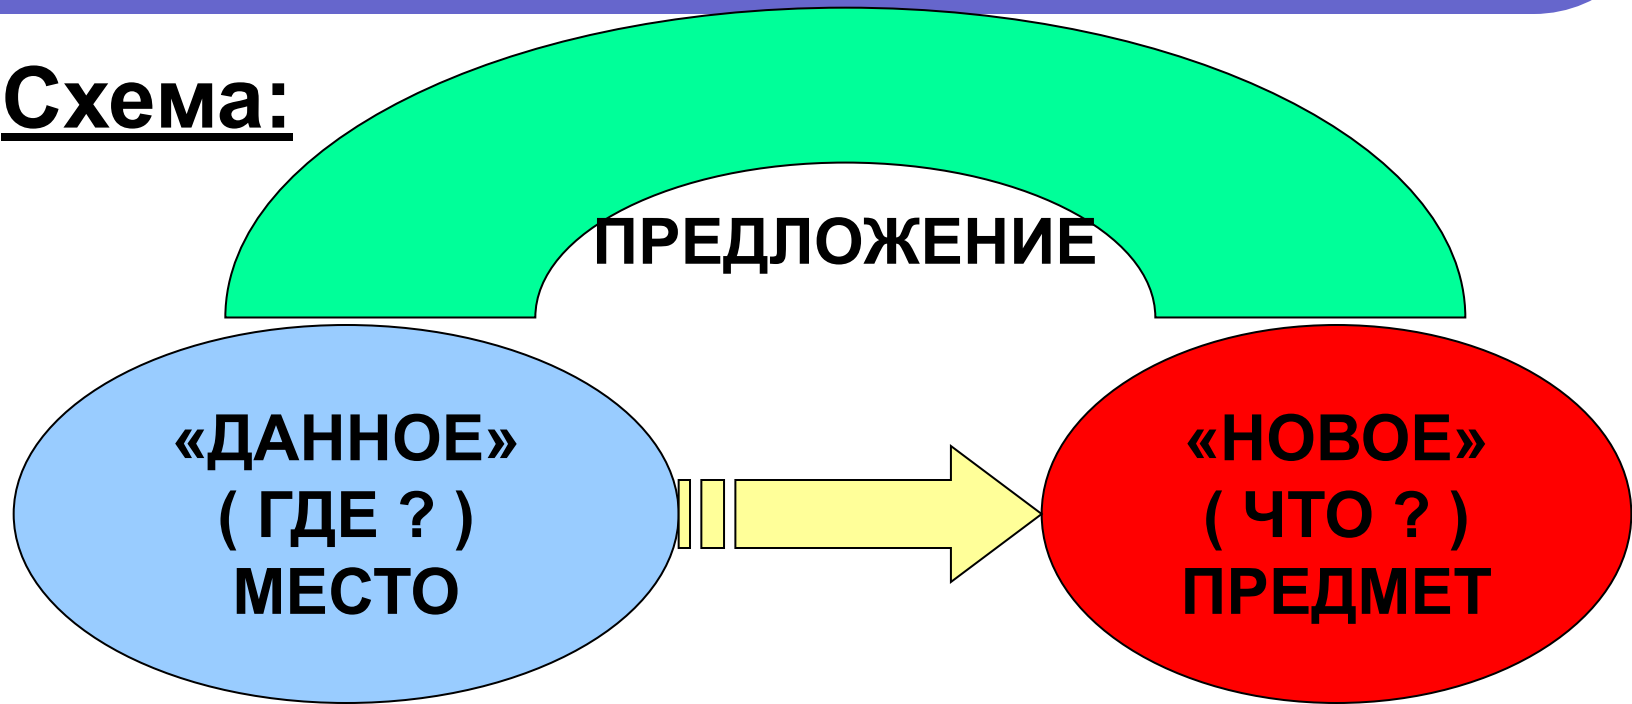 Схема:
ПРЕДЛОЖЕНИЕ
«ДАННОЕ»
( ГДЕ ? )
МЕСТО
«НОВОЕ»
( ЧТО ? )
ПРЕДМЕТ